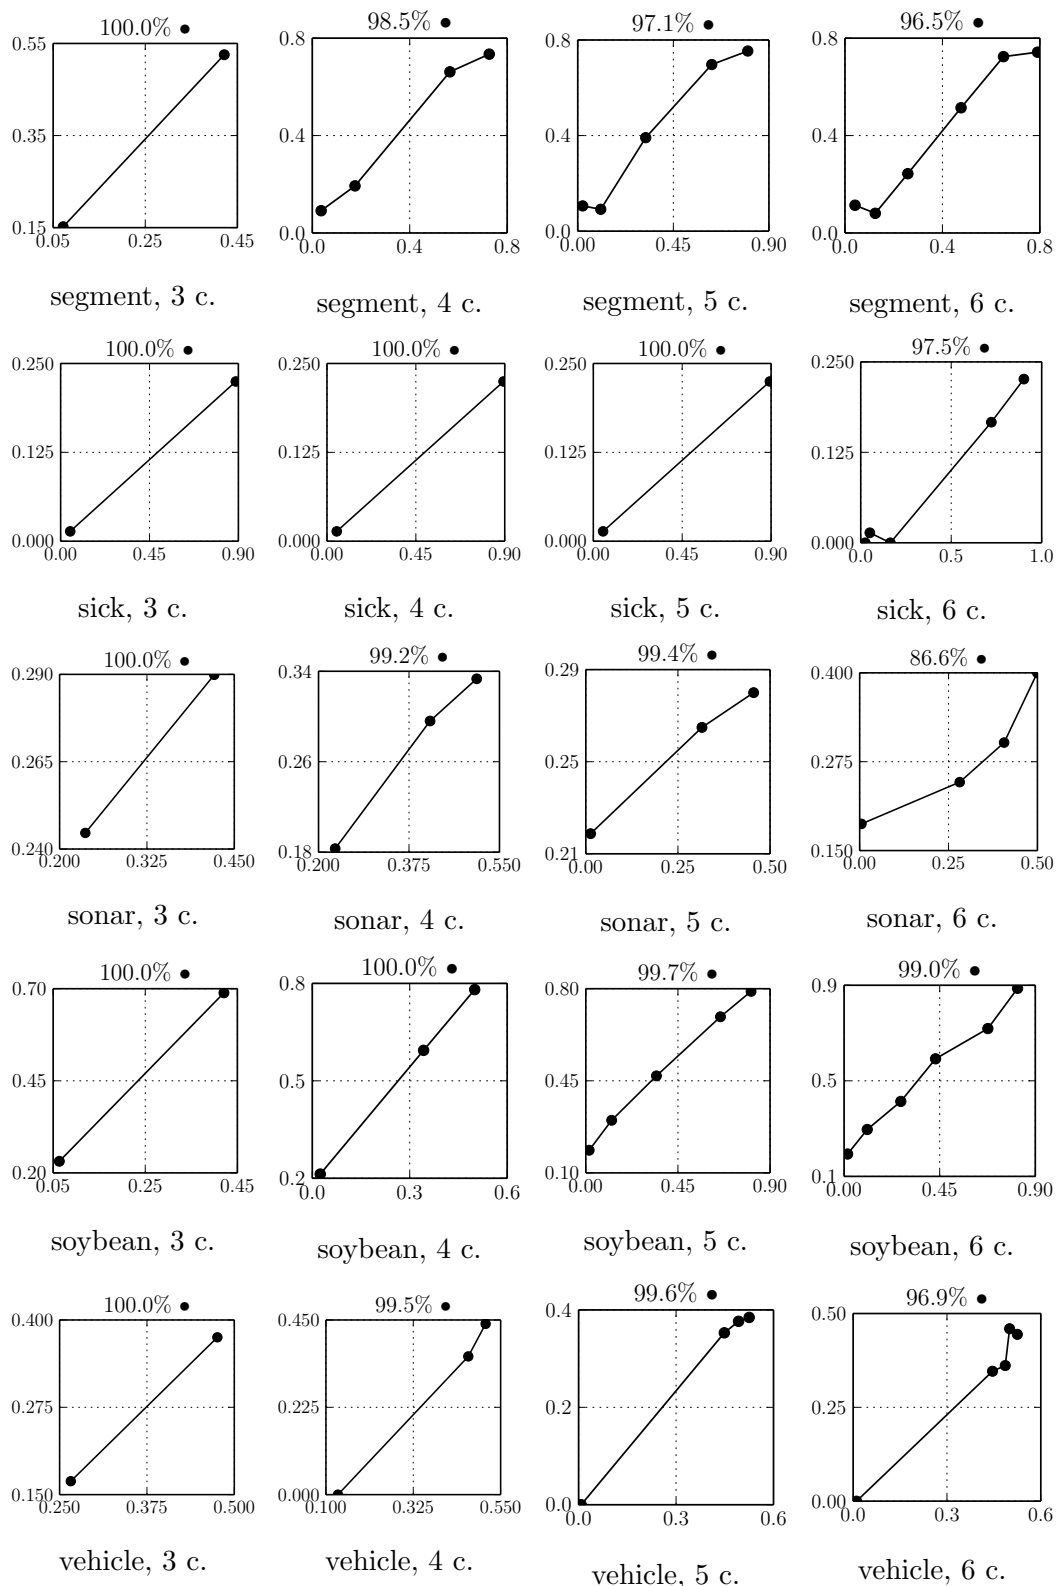 100.0% ●
0.55
0.35
0.15
0.05 0.25 0.45
segment, 3 c.
98.5% ●
0.8
0.4
0.0
0.0 0.4 0.8
segment, 4 c.
97.1% ●
0.8
0.4
0.0
0.00 0.45 0.90
segment, 5 c.
96.5% ●
0.8
0.4
0.0
0.0 0.4 0.8
segment, 6 c.
100.0% ●
0.250
0.125
0.000
0.00 0.45 0.90
sick, 3 c.
100.0% ●
0.250
0.125
0.000
0.00 0.45 0.90
sick, 4 c.
100.0% ●
0.250
0.125
0.000
0.00 0.45 0.90
sick, 5 c.
97.5% ●
0.250
0.125
0.000
0.0 0.5 1.0
sick, 6 c.
100.0% ●
0.290
0.265
0.240
0.200 0.325 0.450
sonar, 3 c.
99.2% ●
0.34
0.26
0.18
0.200 0.375 0.550
sonar, 4 c.
99.4% ●
0.29
0.25
0.21
0.00 0.25 0.50
sonar, 5 c.
86.6% ●
0.400
0.275
0.150
0.00 0.25 0.50
sonar, 6 c.
100.0% ●
0.70
0.45
0.20
0.05 0.25 0.45
soybean, 3 c.
100.0% ●
0.8
0.5
0.2
0.0 0.3 0.6
soybean, 4 c.
99.7% ●
0.80
0.45
0.10
0.00 0.45 0.90
soybean, 5 c.
99.0% ●
0.9
0.5
0.1
0.00 0.45 0.90
soybean, 6 c.
100.0% ●
0.400
0.275
0.150
0.250 0.375 0.500
vehicle, 3 c.
99.5% ●
0.450
0.225
0.000
0.100 0.325 0.550
vehicle, 4 c.
99.6% ●
0.4
0.2
0.0
0.0 0.3 0.6
vehicle, 5 c.
96.9% ●
0.50
0.25
0.00
0.0 0.3 0.6
vehicle, 6 c.